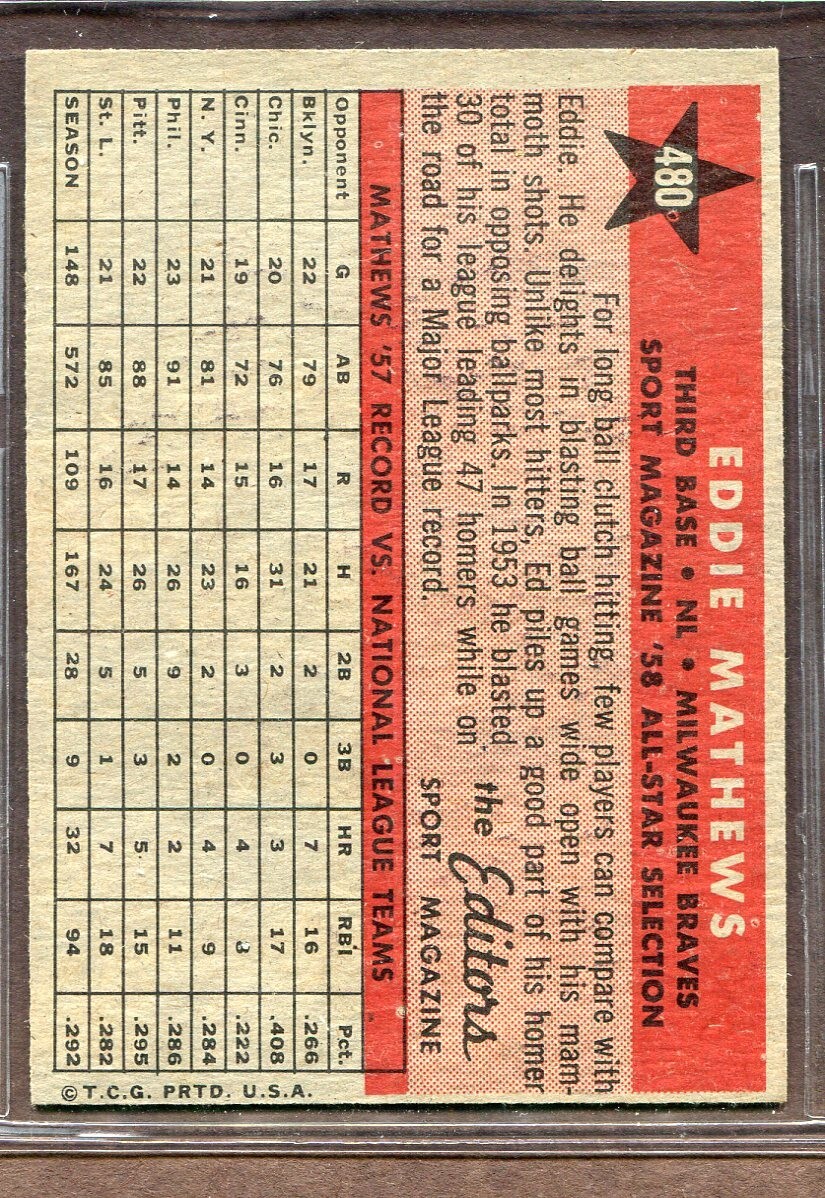 480
EDDIE MATHEWS
THIRD BASE • NL • MILWAUKEE BRAVES
SPORT MAGAZINE '58 ALL-STAR SELECTION
For long ball clutch hitting, few players can compare with
Eddie. He delights in blasting ball games wide open with his mam-
moth shots. Unlike most hitters, Ed piles up a good part of his homer
total in opposing ballparks. In 1953 he blasted
30 of his league leading 47 homers while on
the road for a Major League record.
the Editors
SPORT MAGAZINE
MATHEWS '57 RECORD VS. NATIONAL LEAGUE TEAMS
Opponent G AB R H 2B 3B HR RBI Pct.
Bklyn. 22 79 17 21 2 0 7 16 .266
Chic. 20 76 16 31 2 3 3 17 .408
Cinn. 19 72 15 16 3 0 4 8 .222
N. Y. 21 81 14 23 2 0 4 9 .284
Phil. 23 91 14 26 9 2 2 11 .286
Pitt. 22 88 17 26 5 3 5 15 .295
St. L. 21 85 16 24 5 1 7 18 .282
SEASON 148 572 109 167 28 9 32 94 .292
© T.C.G. PRTD. U.S.A.